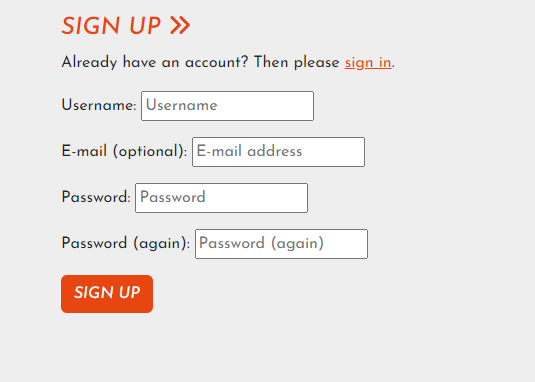 SIGN UP
Already have an account? Then please sign in.
Username: Username
E-mail (optional): E-mail address
Password: Password
Password (again): Password (again)
SIGN UP